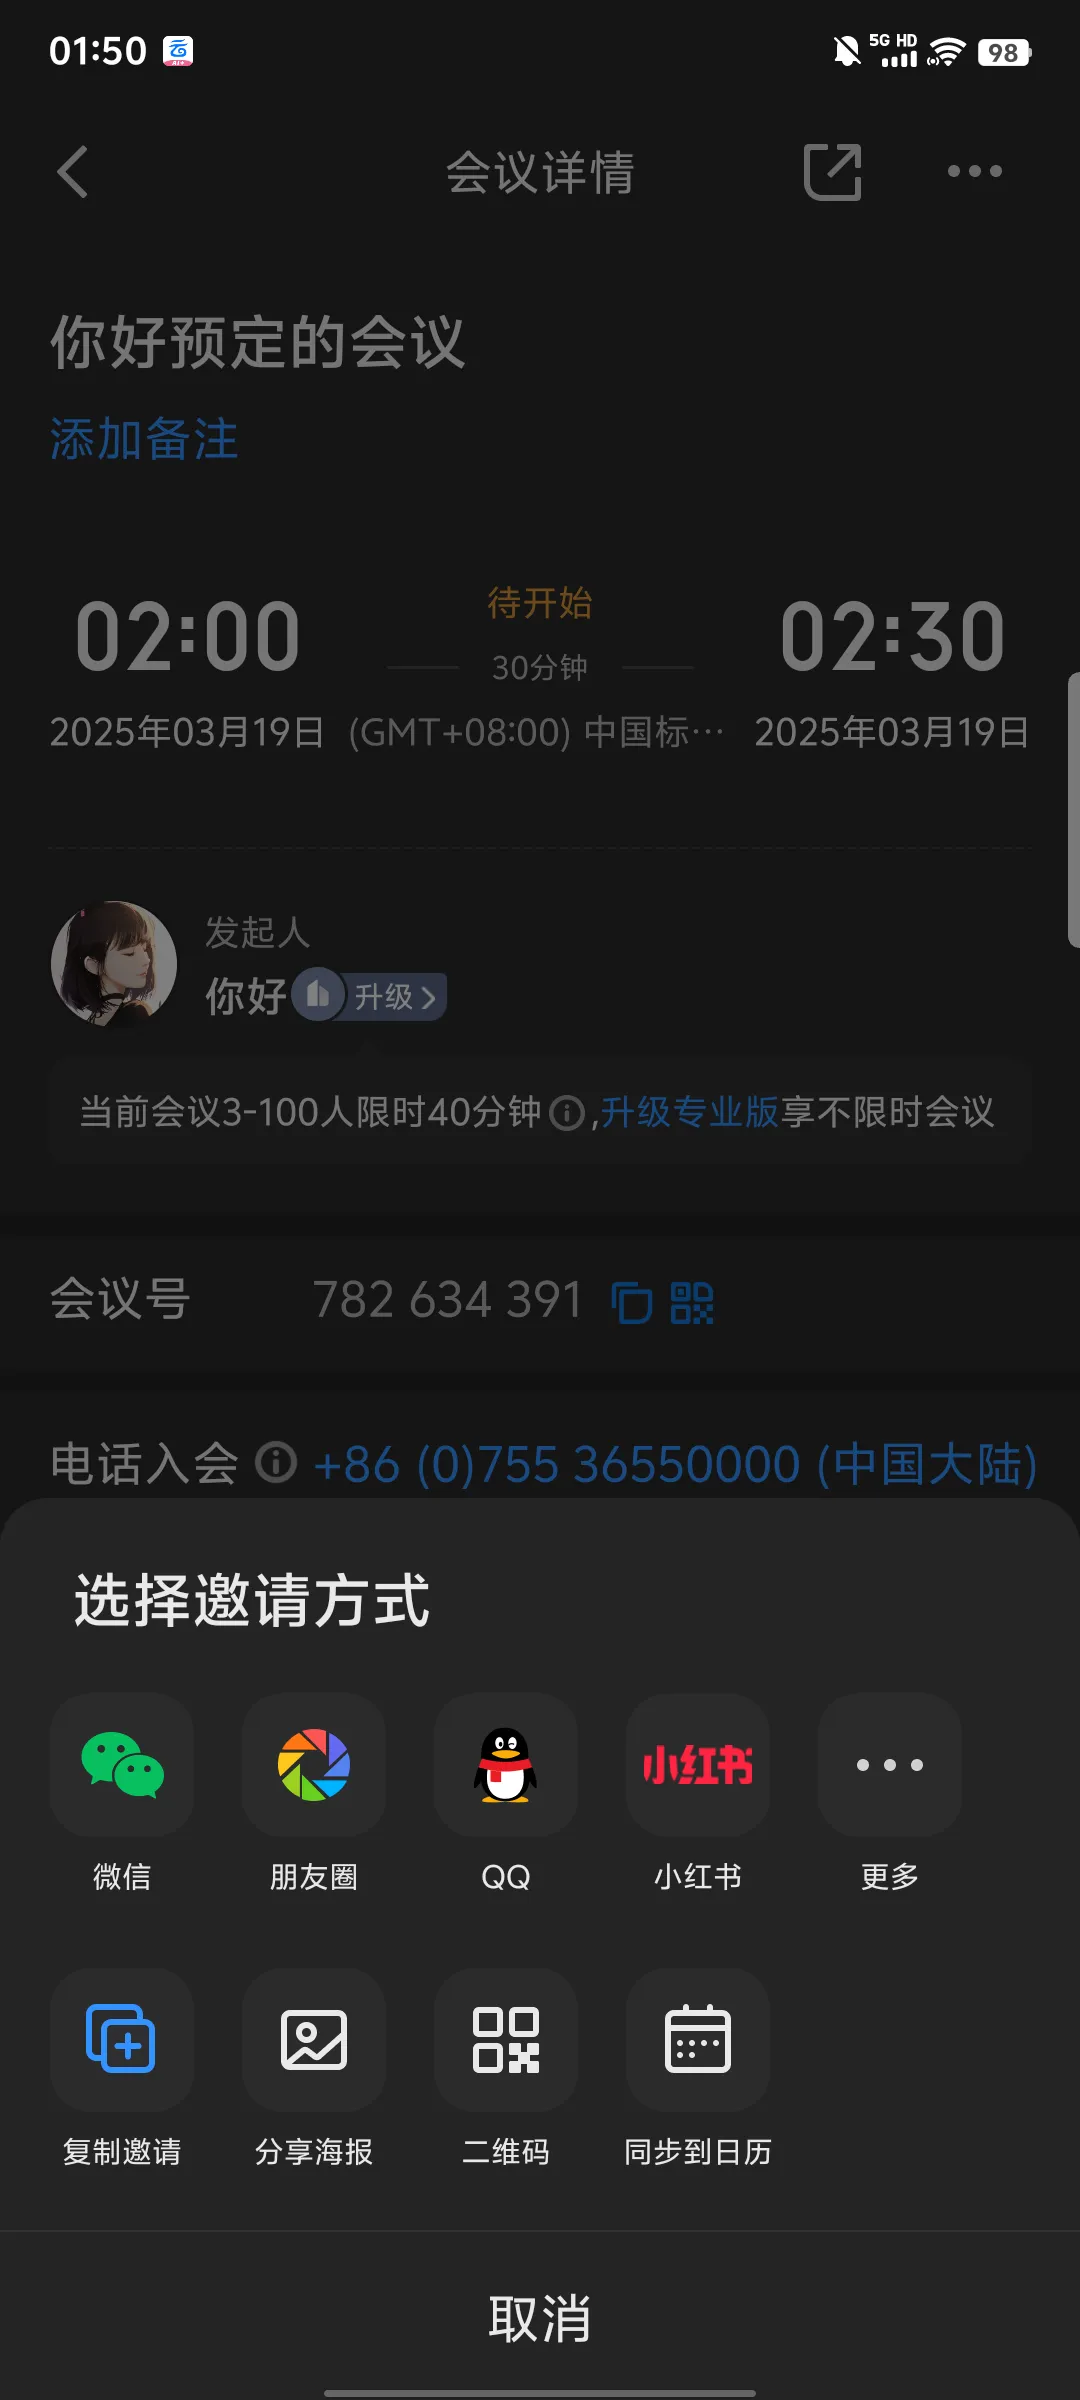 01:50
5G HD
98
会议详情
你好预定的会议
添加备注
02:00
待开始
30分钟
02:30
2025年03月19日
(GMT+08:00) 中国标…
2025年03月19日
发起人
你好
升级
当前会议3-100人限时40分钟,升级专业版享不限时会议
会议号
782 634 391
电话入会
+86 (0)755 36550000 (中国大陆)
选择邀请方式
小红书
微信
朋友圈
QQ
小红书
更多
复制邀请
分享海报
二维码
同步到日历
取消